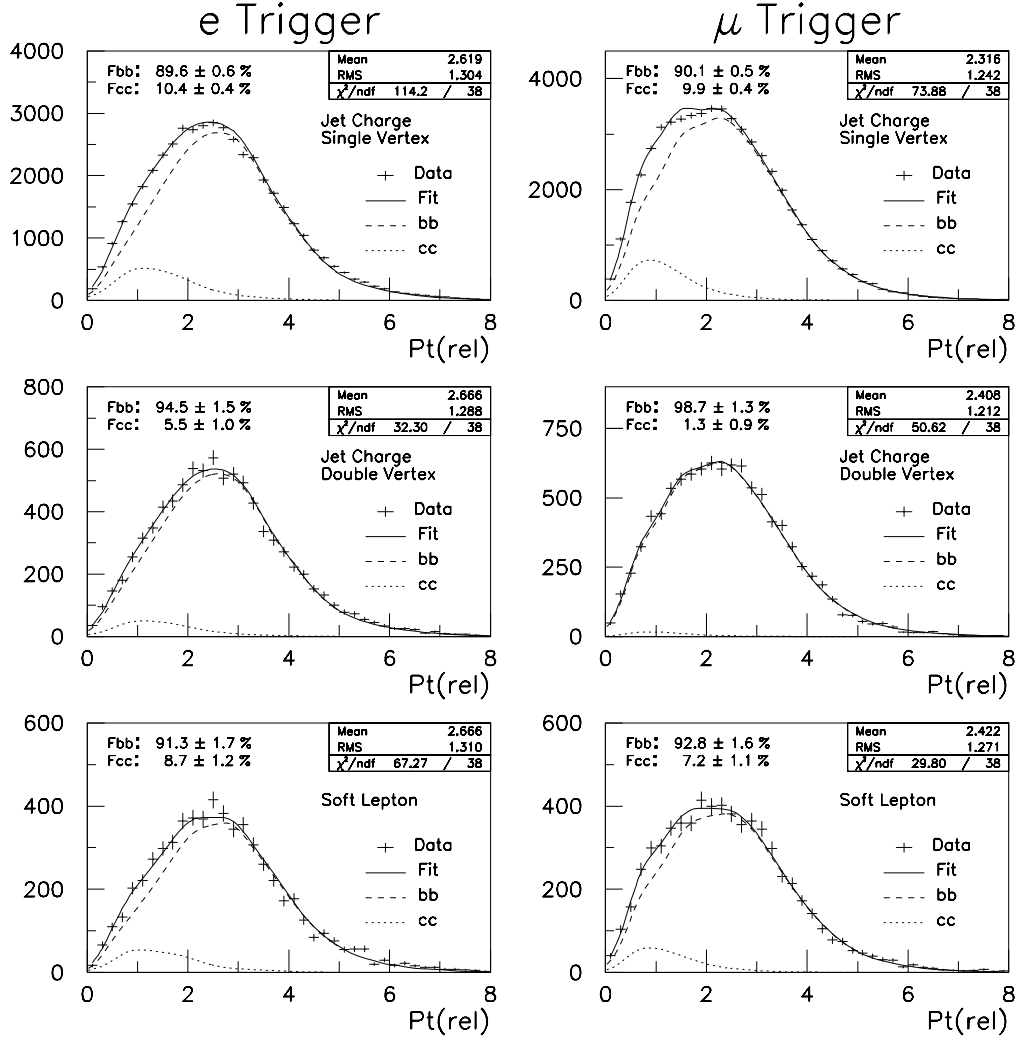 e Trigger
μ Trigger
Fbb: 89.6 ± 0.6 %
Fcc: 10.4 ± 0.4 %
Mean 2.619
RMS 1.304
χ²/ndf 114.2 / 38
Jet Charge
Single Vertex
Data
Fit
bb
cc
4000
3000
2000
1000
0
0 2 4 6 8
Pt(rel)
Fbb: 90.1 ± 0.5 %
Fcc: 9.9 ± 0.4 %
Mean 2.316
RMS 1.242
χ²/ndf 73.88 / 38
Jet Charge
Single Vertex
Data
Fit
bb
cc
4000
2000
0
0 2 4 6 8
Pt(rel)
Fbb: 94.5 ± 1.5 %
Fcc: 5.5 ± 1.0 %
Mean 2.666
RMS 1.288
χ²/ndf 32.30 / 38
Jet Charge
Double Vertex
Data
Fit
bb
cc
800
600
400
200
0
0 2 4 6 8
Pt(rel)
Fbb: 98.7 ± 1.3 %
Fcc: 1.3 ± 0.9 %
Mean 2.408
RMS 1.212
χ²/ndf 50.62 / 38
Jet Charge
Double Vertex
Data
Fit
bb
cc
750
500
250
0
0 2 4 6 8
Pt(rel)
Fbb: 91.3 ± 1.7 %
Fcc: 8.7 ± 1.2 %
Mean 2.666
RMS 1.310
χ²/ndf 67.27 / 38
Soft Lepton
Data
Fit
bb
cc
600
400
200
0
0 2 4 6 8
Pt(rel)
Fbb: 92.8 ± 1.6 %
Fcc: 7.2 ± 1.1 %
Mean 2.422
RMS 1.271
χ²/ndf 29.80 / 38
Soft Lepton
Data
Fit
bb
cc
600
400
200
0
0 2 4 6 8
Pt(rel)